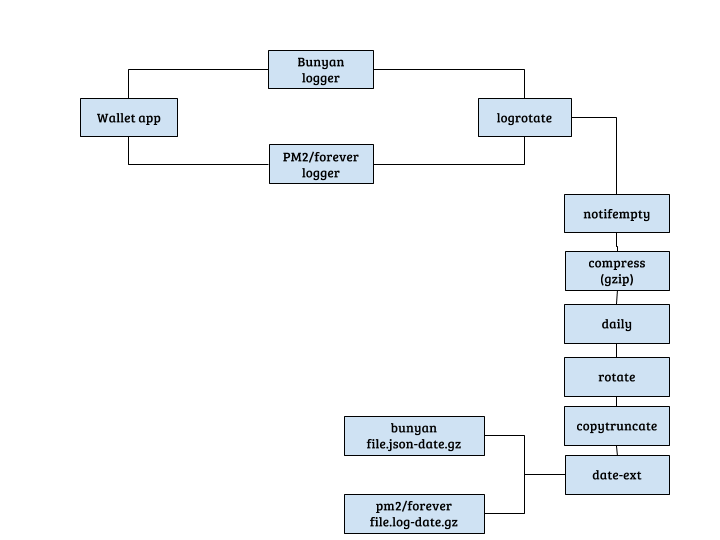 Bunyan
logger
Wallet app
logrotate
PM2/forever
logger
notifempty
compress
(gzip)
daily
rotate
copytruncate
date-ext
bunyan
file.json-date.gz
pm2/forever
file.log-date.gz